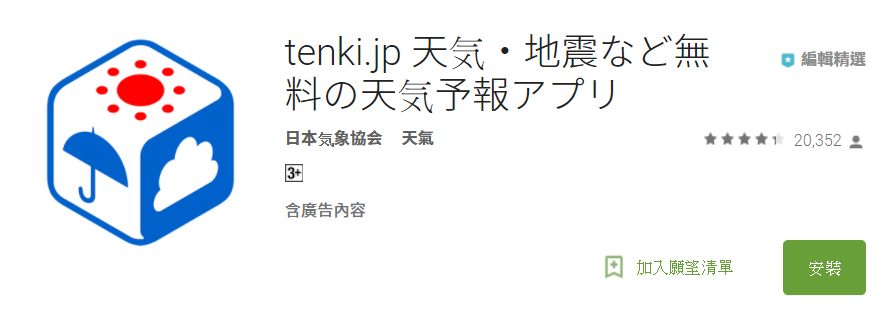 tenki.jp 天気・地震など無
料の天気予報アプリ
編輯精選
日本気象協会 天氣
20,352
3+
含廣告內容
加入願望清單
安裝